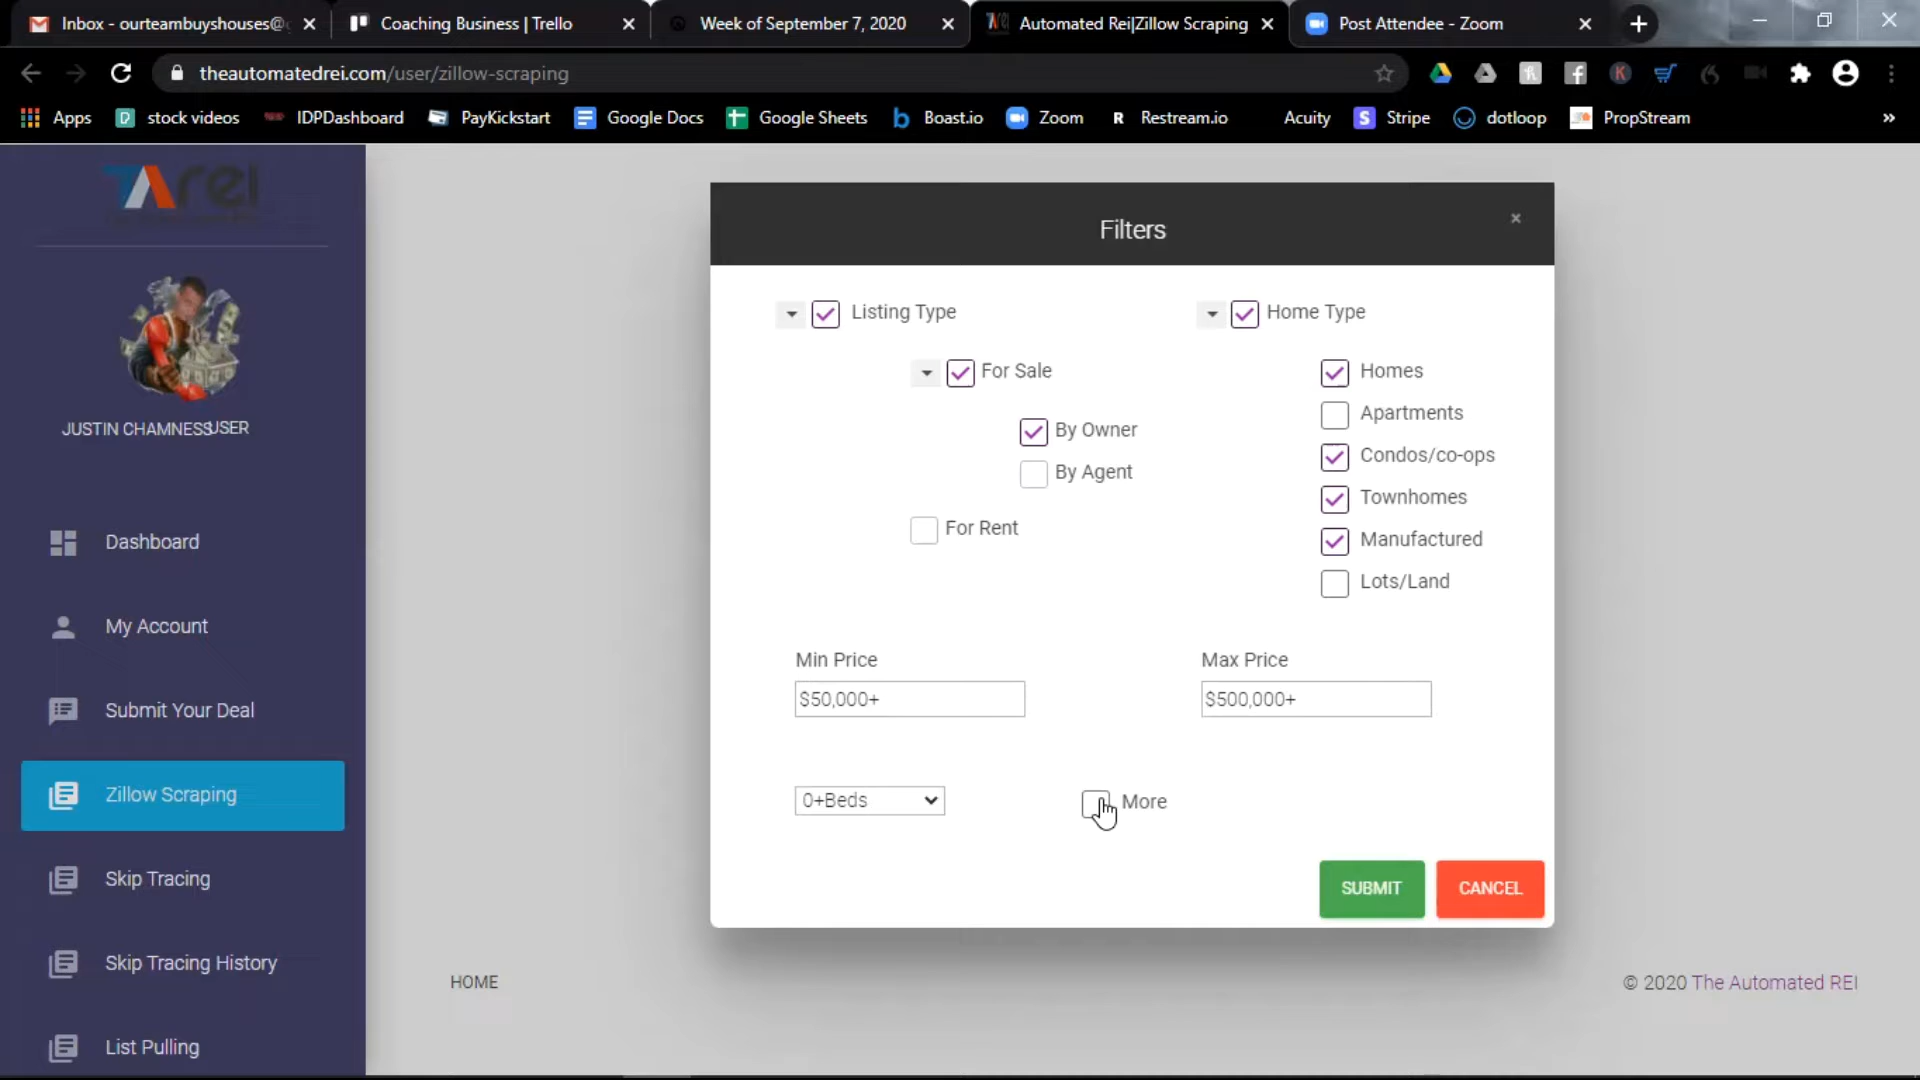 Inbox - ourteambuyshouses@
Coaching Business | Trello
Week of September 7, 2020
Automated Rei|Zillow Scraping
Post Attendee - Zoom
theautomatedrei.com/user/zillow-scraping
Apps
stock videos
IDPDashboard
PayKickstart
Google Docs
Google Sheets
Boast.io
Zoom
Restream.io
Acuity
Stripe
dotloop
PropStream
TArei
JUSTIN CHAMNESS
USER
Dashboard
My Account
Submit Your Deal
Zillow Scraping
Skip Tracing
Skip Tracing History
List Pulling
Filters
Listing Type
For Sale
By Owner
By Agent
For Rent
Home Type
Homes
Apartments
Condos/co-ops
Townhomes
Manufactured
Lots/Land
Min Price
$50,000+
Max Price
$500,000+
0+Beds
More
SUBMIT
CANCEL
HOME
© 2020 The Automated REI